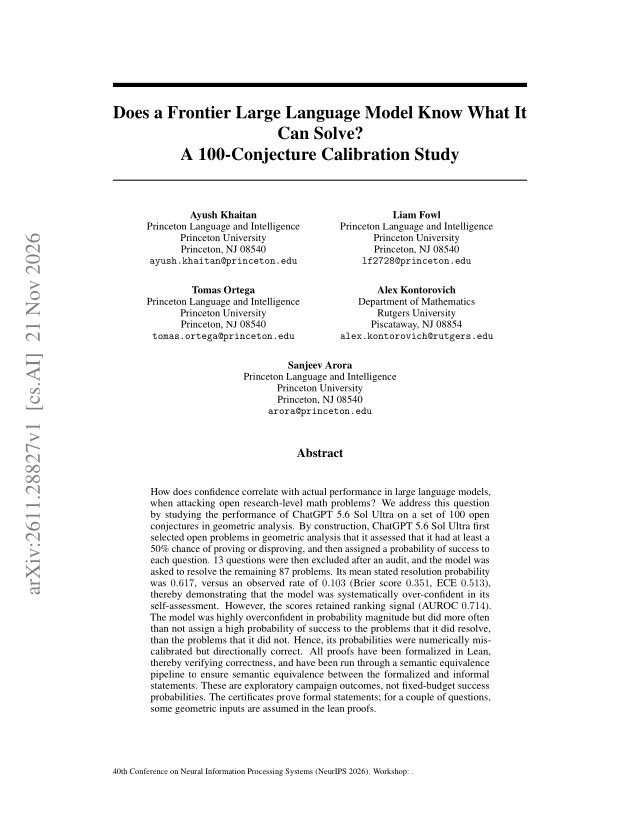 Does a Frontier Large Language Model Know What It
Can Solve?
A 100-Conjecture Calibration Study
Ayush Khaitan
Princeton Language and Intelligence
Princeton University
Princeton, NJ 08540
ayush.khaitan@princeton.edu
Liam Fowl
Princeton Language and Intelligence
Princeton University
Princeton, NJ 08540
lf2728@princeton.edu
Tomas Ortega
Princeton Language and Intelligence
Princeton University
Princeton, NJ 08540
tomas.ortega@princeton.edu
Alex Kontorovich
Department of Mathematics
Rutgers University
Piscataway, NJ 08854
alex.kontorovich@rutgers.edu
Sanjeev Arora
Princeton Language and Intelligence
Princeton University
Princeton, NJ 08540
arora@princeton.edu
Abstract
How does confidence correlate with actual performance in large language models,
when attacking open research-level math problems? We address this question
by studying the performance of ChatGPT 5.6 Sol Ultra on a set of 100 open
conjectures in geometric analysis. By construction, ChatGPT 5.6 Sol Ultra first
selected open problems in geometric analysis that it assessed that it had at least a
50% chance of proving or disproving, and then assigned a probability of success to
each question. 13 questions were then excluded after an audit, and the model was
asked to resolve the remaining 87 problems. Its mean stated resolution probability
was 0.617, versus an observed rate of 0.103 (Brier score 0.351, ECE 0.513),
thereby demonstrating that the model was systematically over-confident in its
self-assessment. However, the scores retained ranking signal (AUROC 0.714).
The model was highly overconfident in probability magnitude but did more often
than not assign a high probability of success to the problems that it did resolve,
than the problems that it did not. Hence, its probabilities were numerically mis-
calibrated but directionally correct. All proofs have been formalized in Lean,
thereby verifying correctness, and have been run through a semantic equivalence
pipeline to ensure semantic equivalence between the formalized and informal
statements. These are exploratory campaign outcomes, not fixed-budget success
probabilities. The certificates prove formal statements; for a couple of questions,
some geometric inputs are assumed in the lean proofs.
40th Conference on Neural Information Processing Systems (NeurIPS 2026). Workshop: .
arXiv:2611.28827v1 [cs.AI] 21 Nov 2026